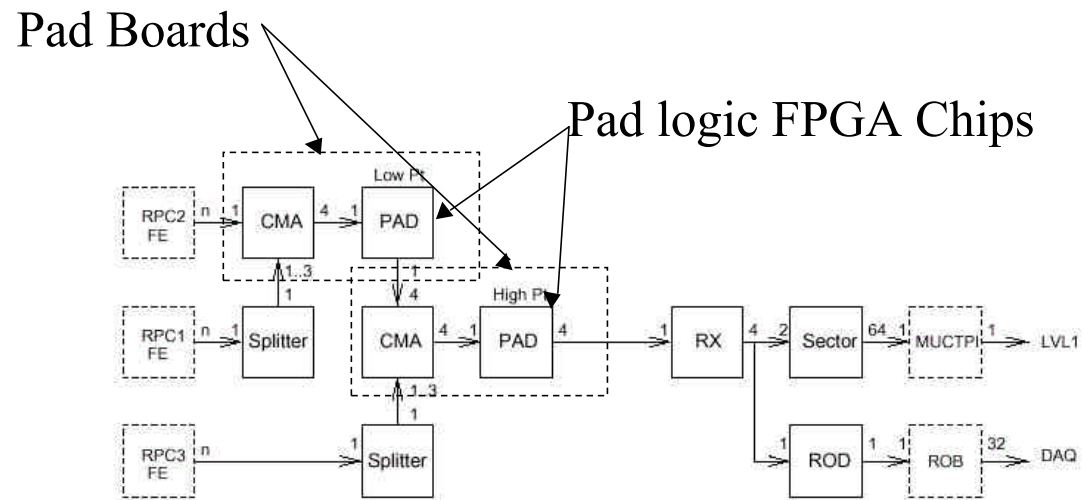 Pad Boards
Pad logic FPGA Chips
Low Pt
RPC2
FE
n
1
CMA
4
1
PAD
1..3
1
1
4
High Pt
RPC1
FE
n
1
Splitter
CMA
4
1
PAD
4
1
RX
4
2
Sector
64
1
MUCTPI
1
LVL1
1..3
1
RPC3
FE
n
1
Splitter
1
ROD
1
1
ROB
32
DAQ